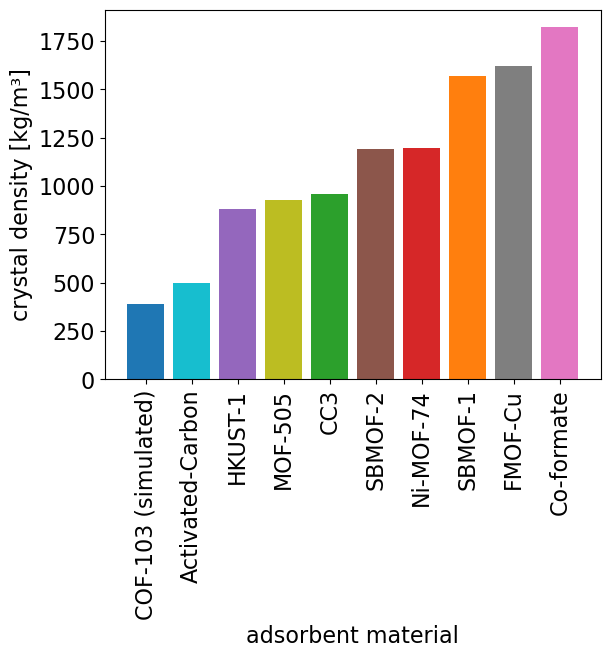 crystal density [kg/m³]
1750
1500
1250
1000
750
500
250
0
COF-103 (simulated)
Activated-Carbon
HKUST-1
MOF-505
CC3
SBMOF-2
Ni-MOF-74
SBMOF-1
FMOF-Cu
Co-formate
adsorbent material